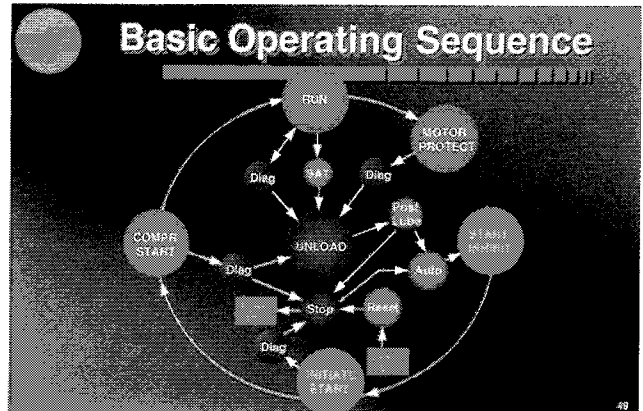 Basic Operating Sequence
RUN
MOTOR
PROTECT
Diag
SAT
Diag
Post
Lube
COMPR
START
UNLOAD
START
INHIBIT
Diag
Auto
Stop
Reset
Diag
INITIATE
START
49